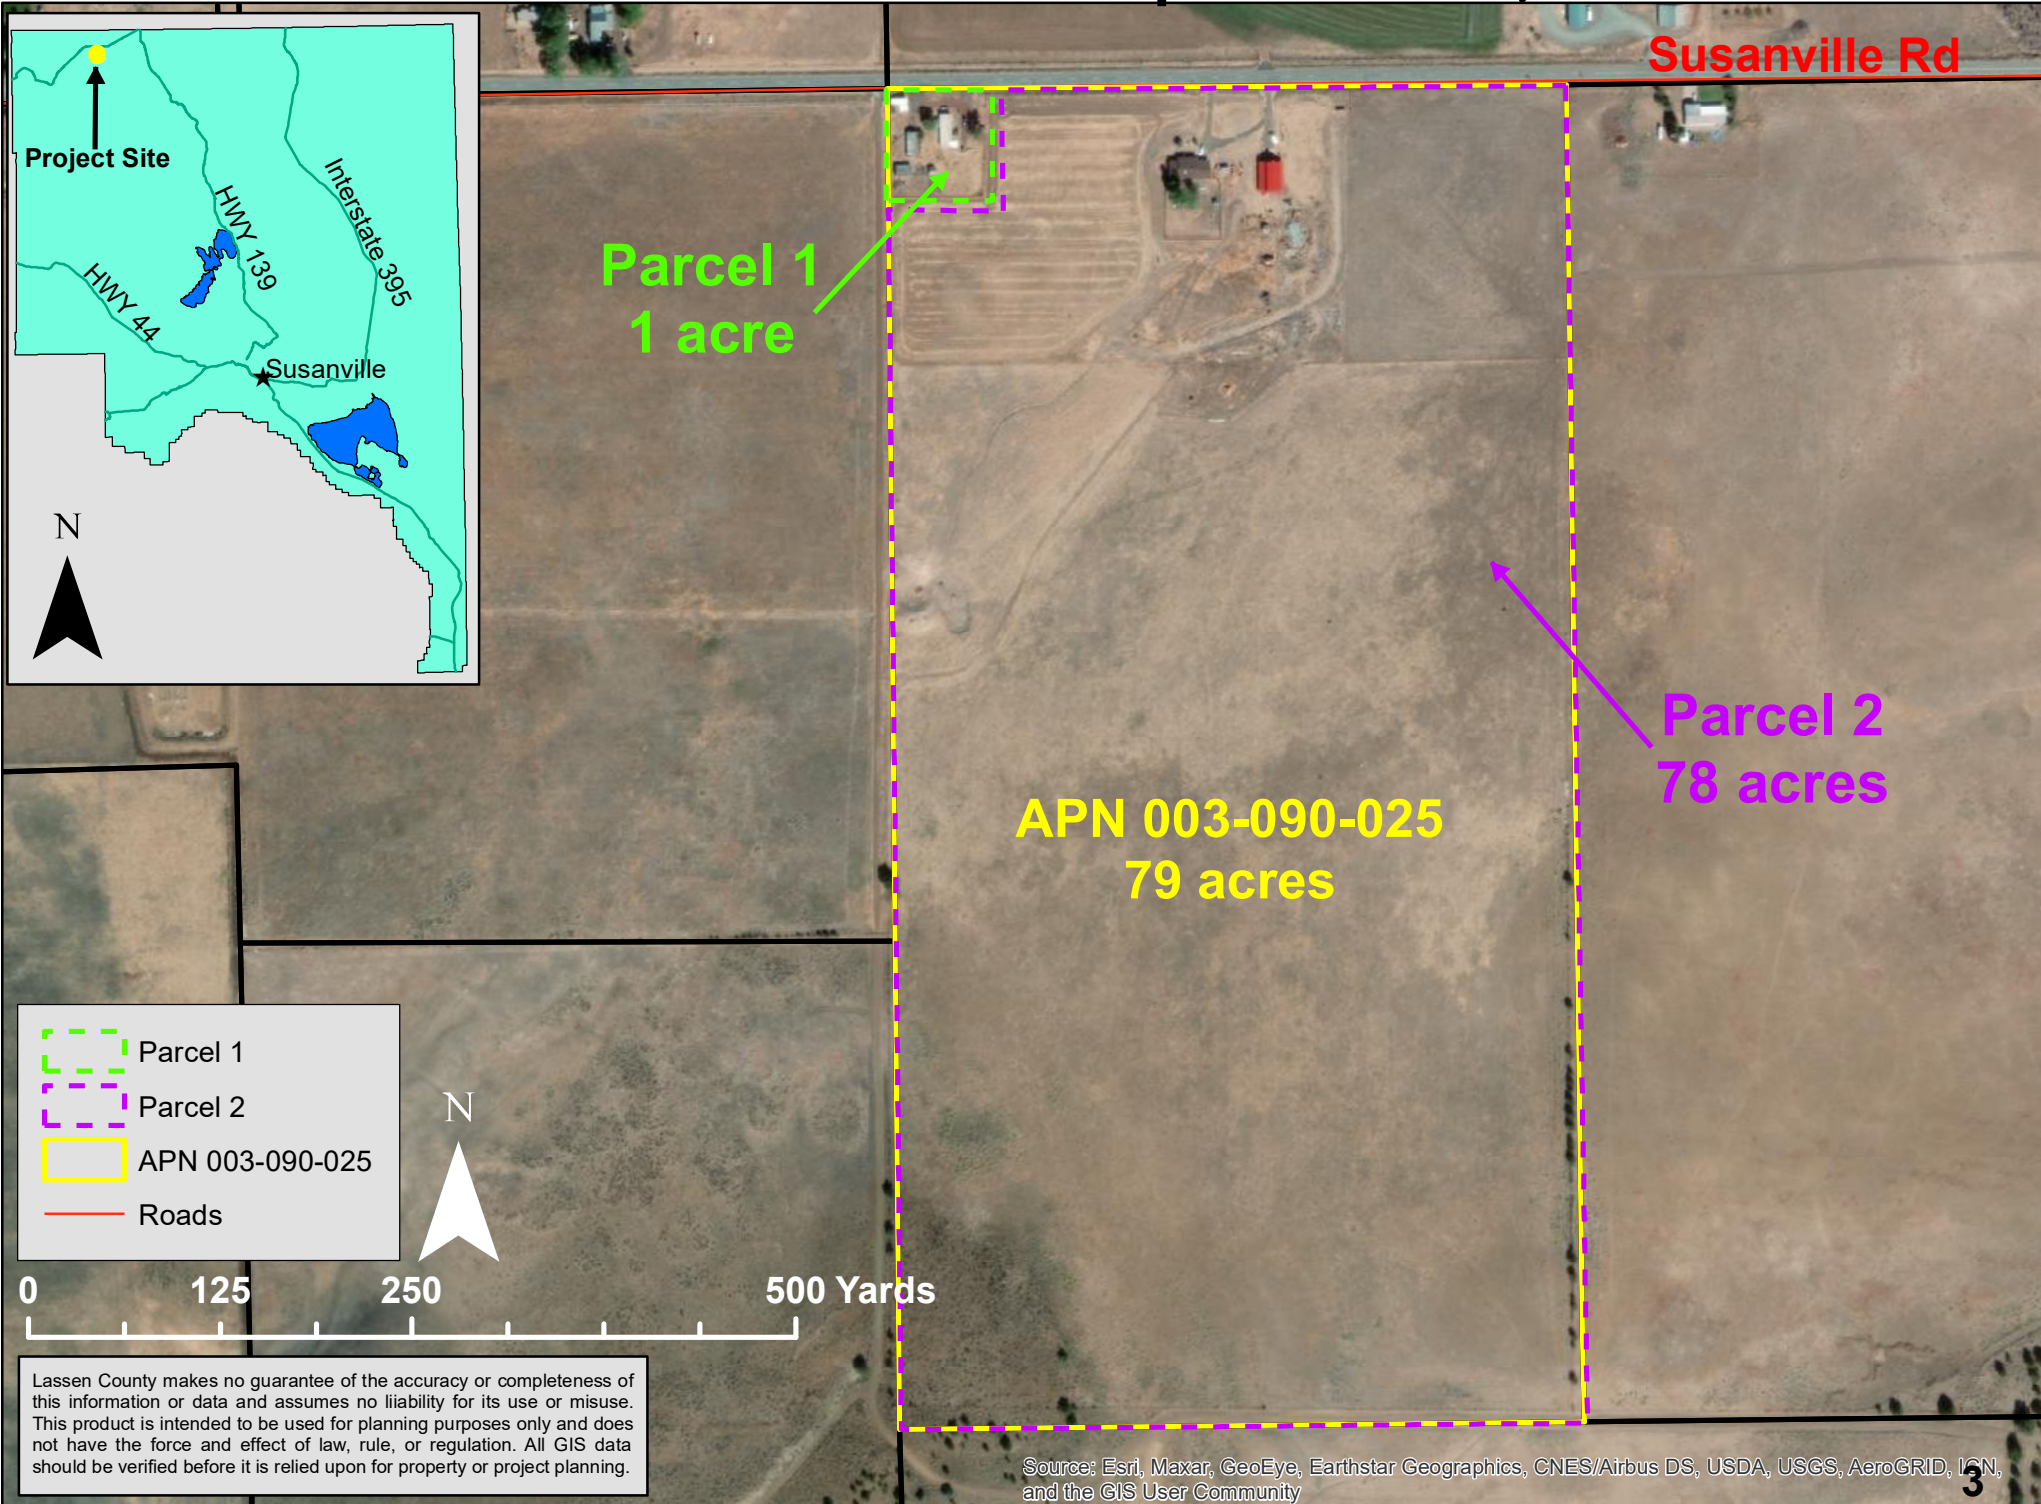 Susanville Rd
Project Site
HWY 139
Interstate 395
HWY 44
Susanville
N
Parcel 1
1 acre
Parcel 2
78 acres
APN 003-090-025
79 acres
Parcel 1
Parcel 2
APN 003-090-025
Roads
N
0 125 250 500 Yards
Lassen County makes no guarantee of the accuracy or completeness of
this information or data and assumes no liiability for its use or misuse.
This product is intended to be used for planning purposes only and does
not have the force and effect of law, rule, or regulation. All GIS data
should be verified before it is relied upon for property or project planning.
Source: Esri, Maxar, GeoEye, Earthstar Geographics, CNES/Airbus DS, USDA, USGS, AeroGRID, IGN,
and the GIS User Community
3